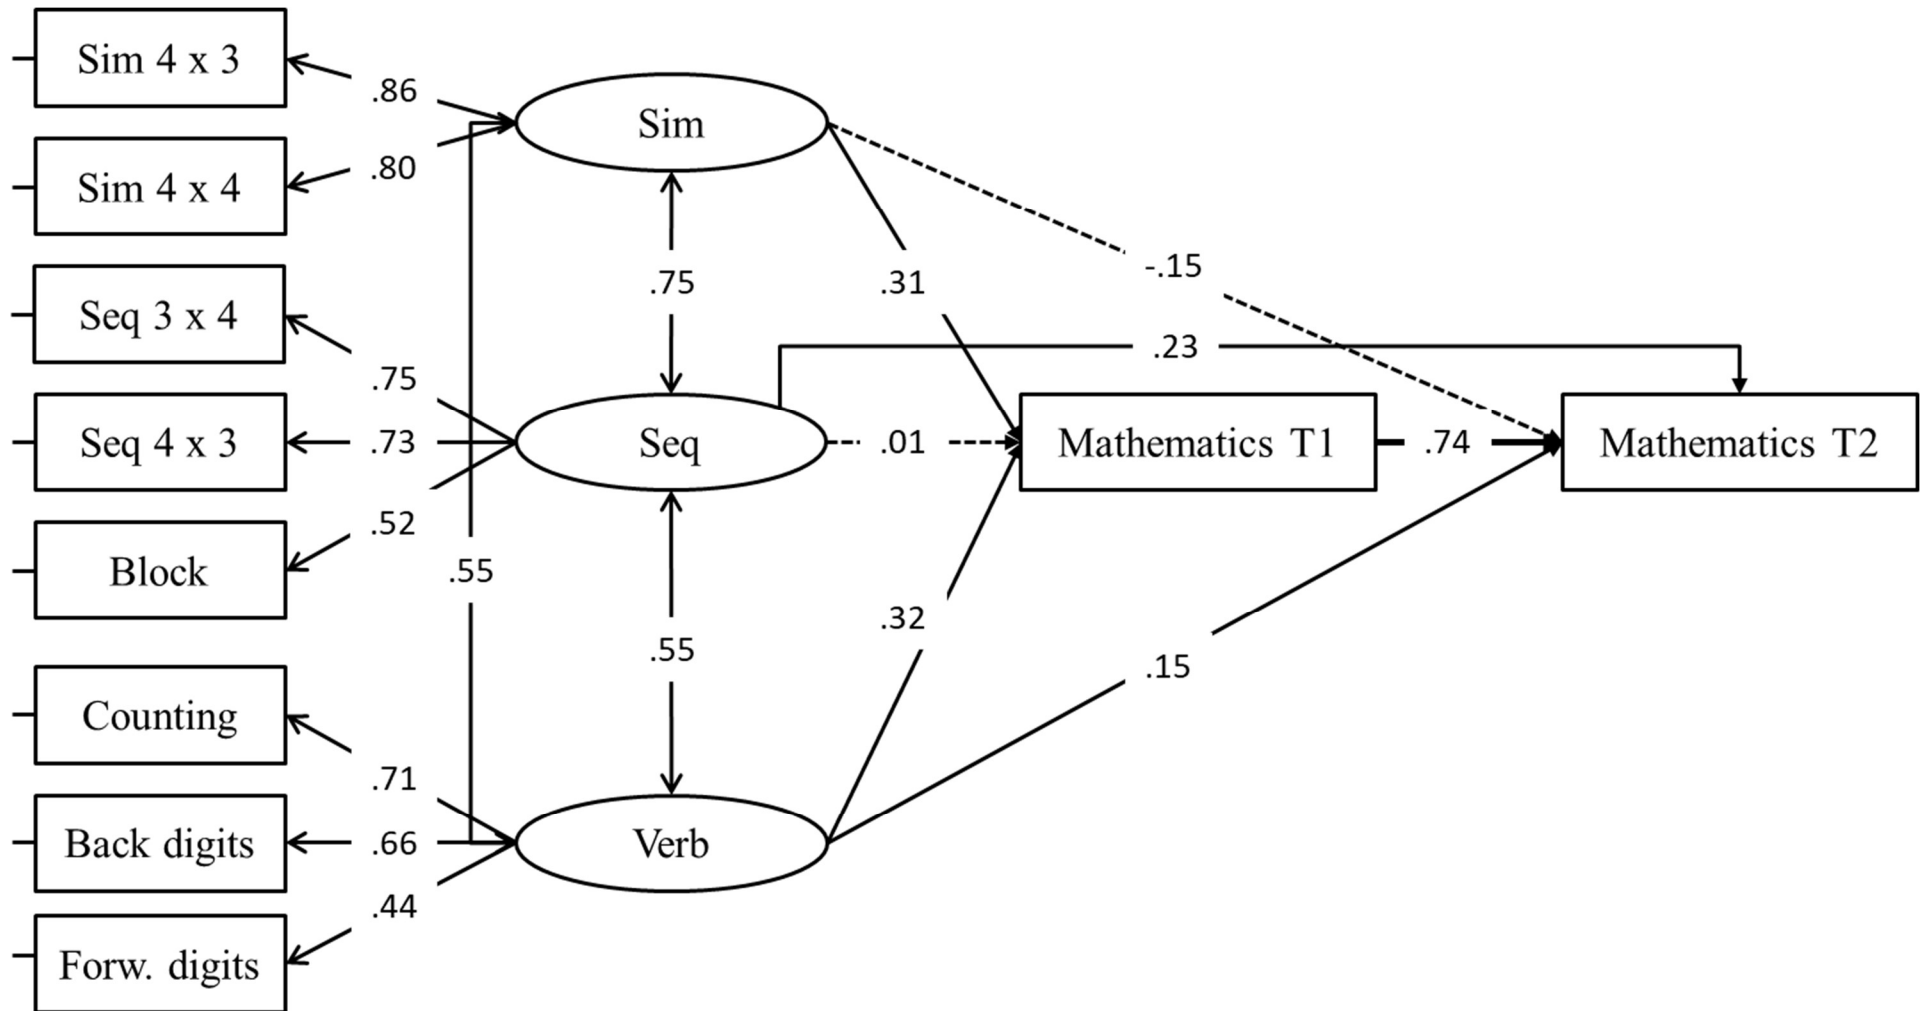 Sim 4 x 3
.86
Sim
.80
Sim 4 x 4
-.15
.75
.31
Seq 3 x 4
.23
.75
Seq 4 x 3
.73
Seq
.01
Mathematics T1
.74
Mathematics T2
.52
Block
.55
.32
.55
.15
Counting
.71
Back digits
.66
Verb
.44
Forw. digits